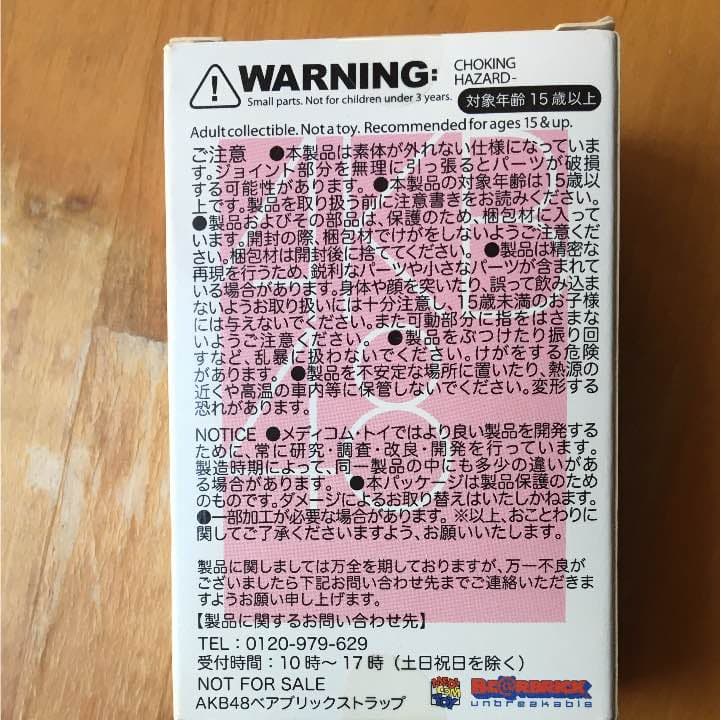 WARNING: CHOKING
HAZARD-
Small parts. Not for children under 3 years.
対象年齢15歳以上
Adult collectible. Not a toy. Recommended for ages 15 & up.
ご注意 ●本製品は素体が外れない仕様になっていま
す。ジョイント部分を無理に引っ張るとパーツが破損
する可能性があります。●本製品の対象年齢は15歳以
上です。製品を取り扱う前に注意書きをお読みくださ
●製品およびその部品は、保護のため、梱包材に入って
います。開封の際、梱包材でけがをしないようご注意くださ
い。梱包材は開封後に捨ててください。 ●製品は精密な
再現を行うため、鋭利なパーツや小さなパーツが含まれて
いる場合があります。身体や顔を突いたり、誤って飲み込ま
ないようお取り扱いには十分注意し、15歳未満のお子様
には与えないでください。また可動部分に指をはさまな
いようご注意ください。 ●製品をぶつけたり振り回
すなど、乱暴に扱わないでください。けがをする危険
があります。 ●製品を不安定な場所に置いたり、熱源の
近くや高温の車内等に保管しないでください。変形する
恐れがあります。
NOTICE ●メディコム・トイではより良い製品を開発する
ために、常に研究・調査・改良・開発を行っています。
製造時期によって、同一製品の中にも多少の違いがあ
る場合があります。 ●本パッケージは製品保護のため
のものです。ダメージによるお取り替えはいたしかねます。
●一部加工が必要な場合があります。※以上、おことわりに
関してご了承くださいますよう、お願いいたします。
製品に関しましては万全を期しておりますが、万一不良が
ございましたら下記お問い合わせ先までご連絡いただきま
すようお願い申し上げます。
【製品に関するお問い合わせ先】
TEL：0120-979-629
受付時間：10時～17時（土日祝日を除く）
NOT FOR SALE
AKB48ベアブリックストラップ
MEDICOM TOY
BE@RBRICK
unbreakable
AKB
48